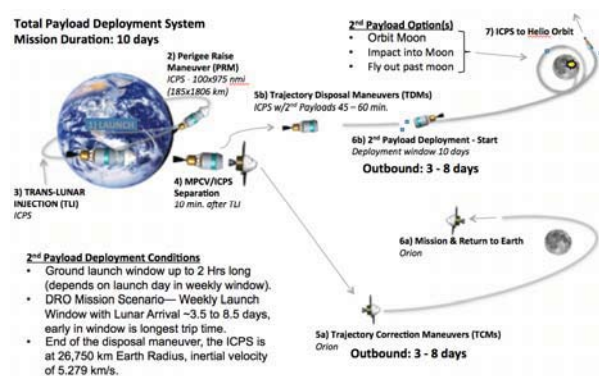 Total Payload Deployment System
Mission Duration: 10 days
1) LAUNCH
2) Perigee Raise
Maneuver (PRM)
ICPS - 100x975 nmi
(185x1806 km)
3) TRANS-LUNAR
INJECTION (TLI)
ICPS
4) MPCV/ICPS
Separation
10 min. after TLI
5b) Trajectory Disposal Maneuvers (TDMs)
ICPS w/2nd Payloads 45 – 60 min.
2nd Payload Option(s)
• Orbit Moon
• Impact into Moon
• Fly out past moon
7) ICPS to Helio Orbit
6b) 2nd Payload Deployment - Start
Deployment window 10 days
Outbound: 3 - 8 days
6a) Mission & Return to Earth
Orion
5a) Trajectory Correction Maneuvers (TCMs)
Orion
Outbound: 3 - 8 days
2nd Payload Deployment Conditions
• Ground launch window up to 2 Hrs long
(depends on launch day in weekly window).
• DRO Mission Scenario— Weekly Launch
Window with Lunar Arrival ~3.5 to 8.5 days,
early in window is longest trip time.
• End of the disposal maneuver, the ICPS is
at 26,750 km Earth Radius, inertial velocity
of 5.279 km/s.